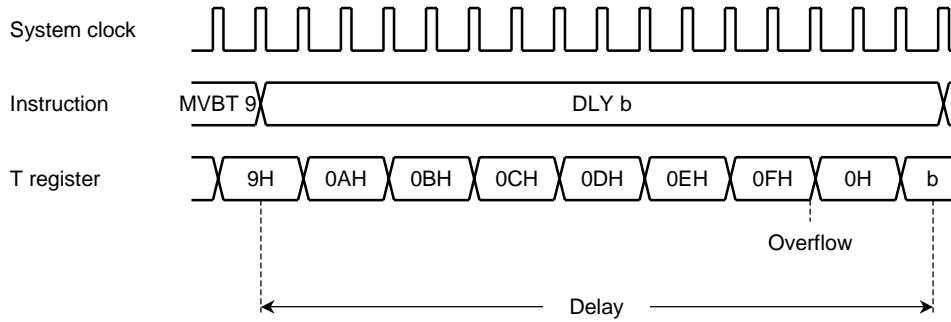 System clock
Instruction MVBT 9 DLY b
T register 9H 0AH 0BH 0CH 0DH 0EH 0FH 0H b
Overflow
Delay